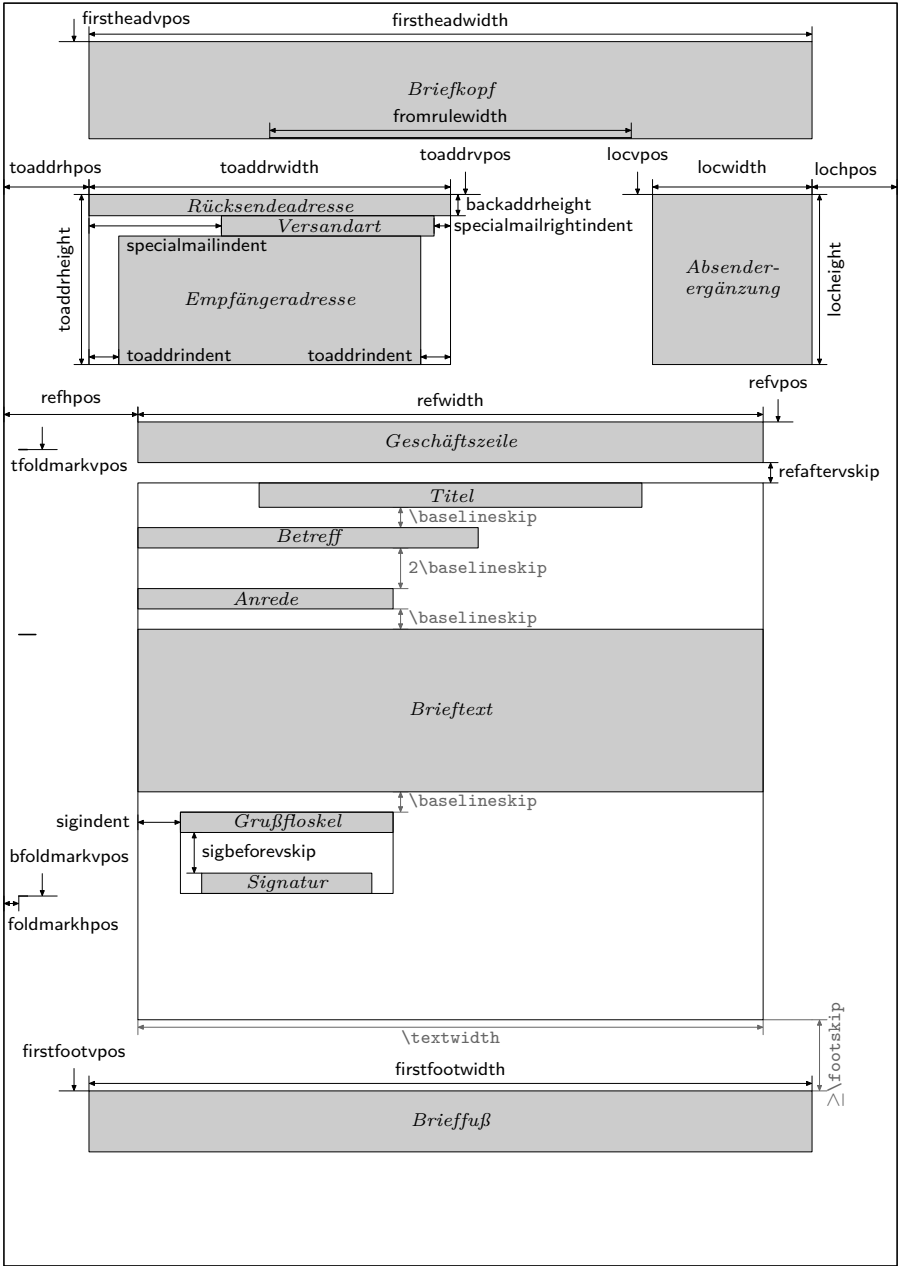 firstheadvpos
firstheadwidth
Briefkopf
fromrulewidth
toaddrhpos
toaddrwidth
toaddrvpos
locvpos
locwidth
lochpos
Rücksendeadresse
backaddrheight
Versandart
specialmailrightindent
specialmailindent
toaddrheight
Empfängeradresse
Absender-
ergänzung
locheight
toaddrindent
toaddrindent
refvpos
refhpos
refwidth
Geschäftszeile
tfoldmarkvpos
refaftervskip
Titel
\baselineskip
Betreff
2\baselineskip
Anrede
\baselineskip
Brieftext
\baselineskip
sigindent
Grußfloskel
sigbeforevskip
bfoldmarkvpos
Signatur
foldmarkhpos
\textwidth
≥\footskip
firstfootvpos
firstfootwidth
Brieffuß